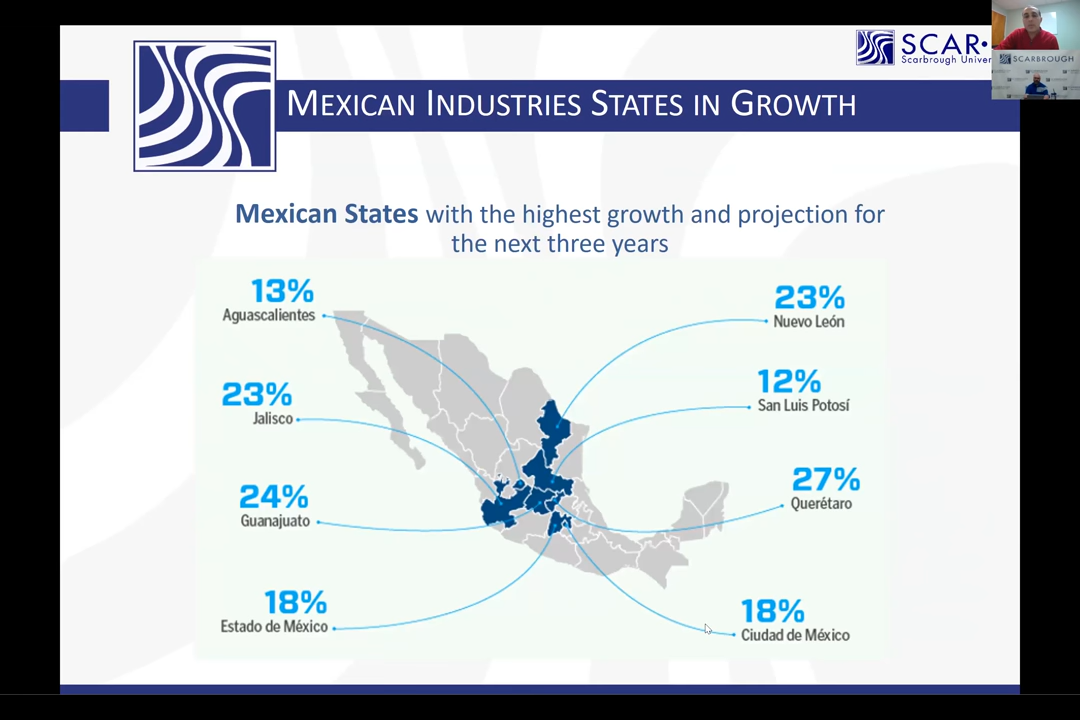 SCAR•
Scarbrough Univer
SCARBROUGH
MEXICAN INDUSTRIES STATES IN GROWTH
Mexican States with the highest growth and projection for
the next three years
13%
Aguascalientes
23%
Nuevo León
23%
Jalisco
12%
San Luis Potosí
24%
Guanajuato
27%
Querétaro
18%
Estado de México
18%
Ciudad de México